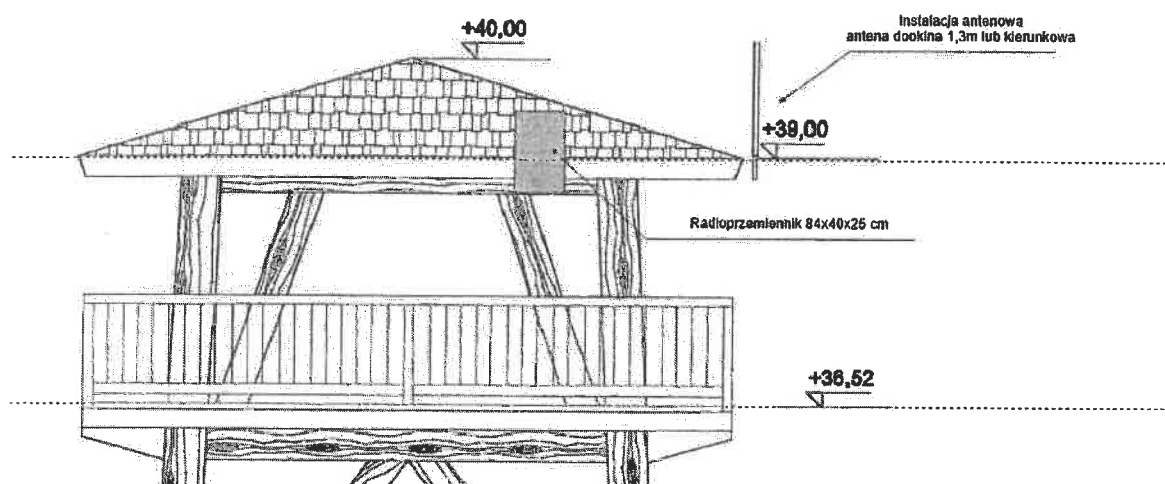 +40,00
Instalacja antenowa
antena dookina 1,3m lub kierunkowa
+39,00
Radioprzemiennik 84x40x25 cm
+36,52